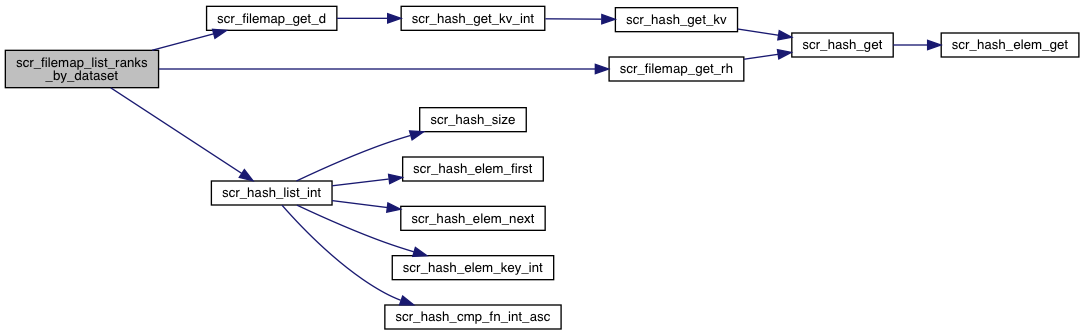 scr_filemap_list_ranks
_by_dataset
scr_filemap_get_d
scr_hash_get_kv_int
scr_hash_get_kv
scr_hash_get
scr_hash_elem_get
scr_filemap_get_rh
scr_hash_list_int
scr_hash_size
scr_hash_elem_first
scr_hash_elem_next
scr_hash_elem_key_int
scr_hash_cmp_fn_int_asc